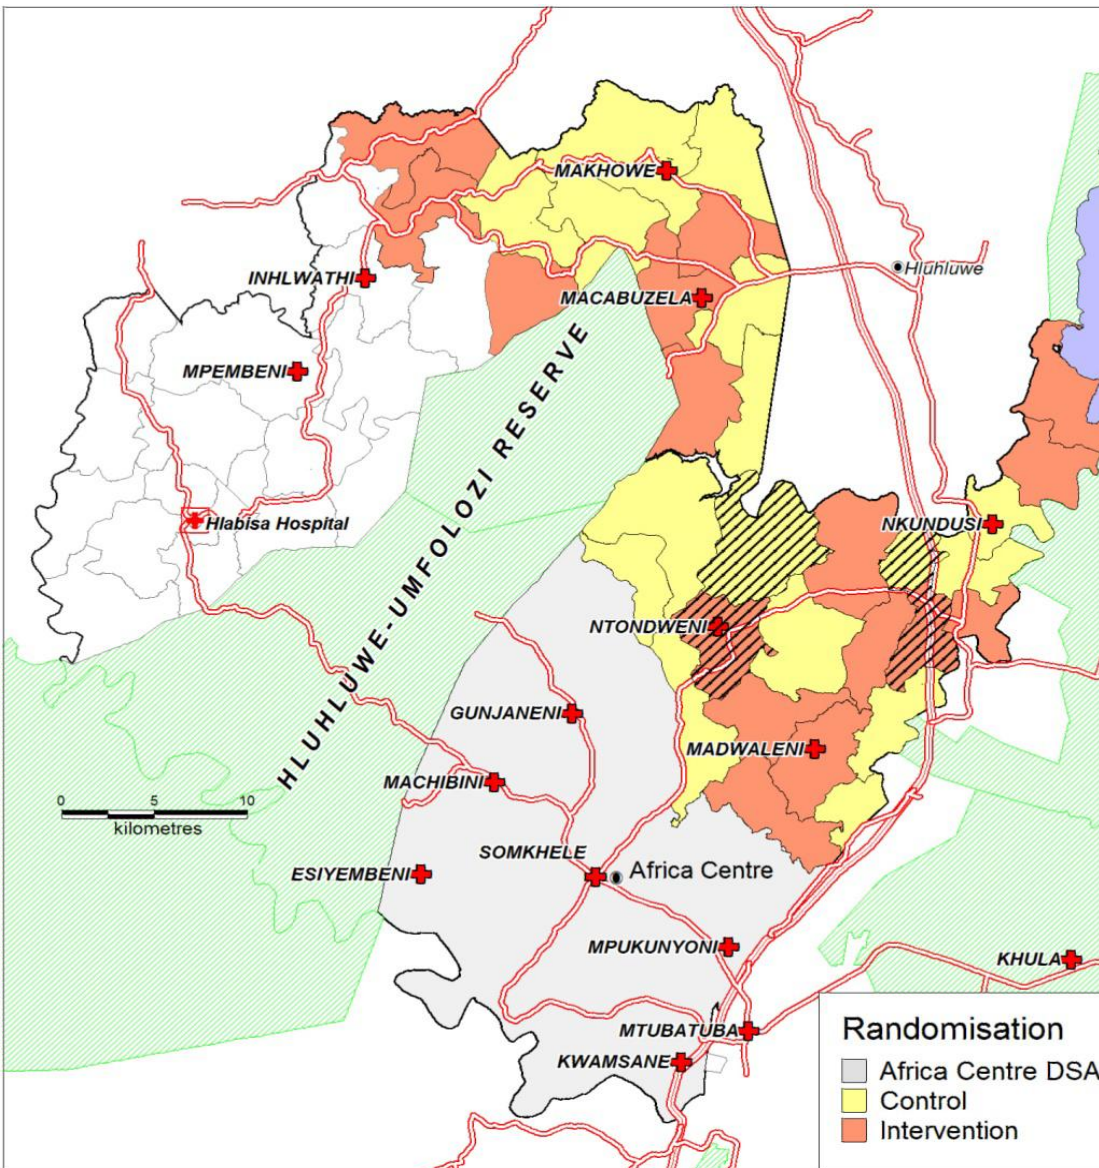 MAKHOWE
INHLWATHI
Hluhluwe
MACABUZELA
MPEMBENI
HLUHLUWE-UMFOLOZI RESERVE
Hlabisa Hospital
NKUNDUSI
NTONDWENI
GUNJANENI
MADWALENI
MACHIBINI
0 5 10
kilometres
SOMKHELE
Africa Centre
ESIYEMBENI
MPUKUNYONI
KHULA
MTUBATUBA
KWAMSANE
Randomisation
Africa Centre DSA
Control
Intervention